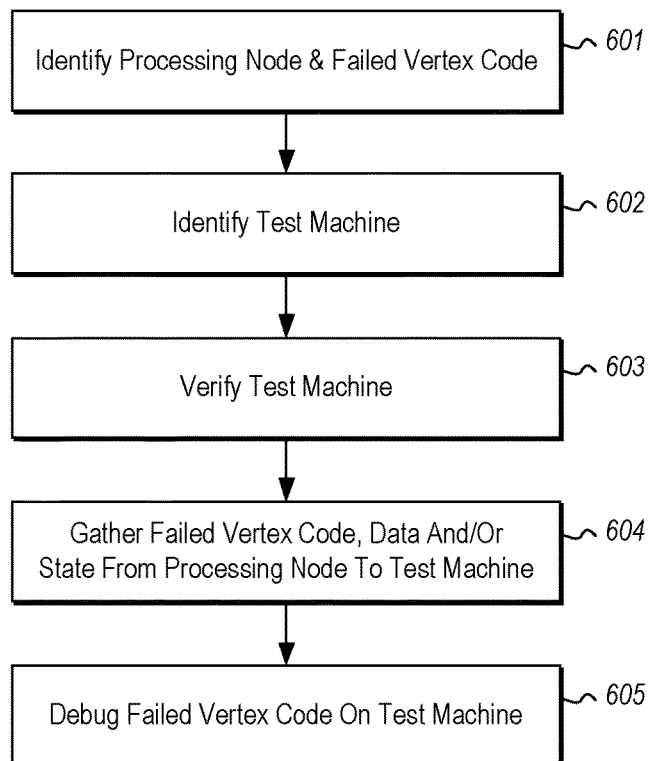 Identify Processing Node & Failed Vertex Code
601
Identify Test Machine
602
Verify Test Machine
603
Gather Failed Vertex Code, Data And/Or
State From Processing Node To Test Machine
604
Debug Failed Vertex Code On Test Machine
605